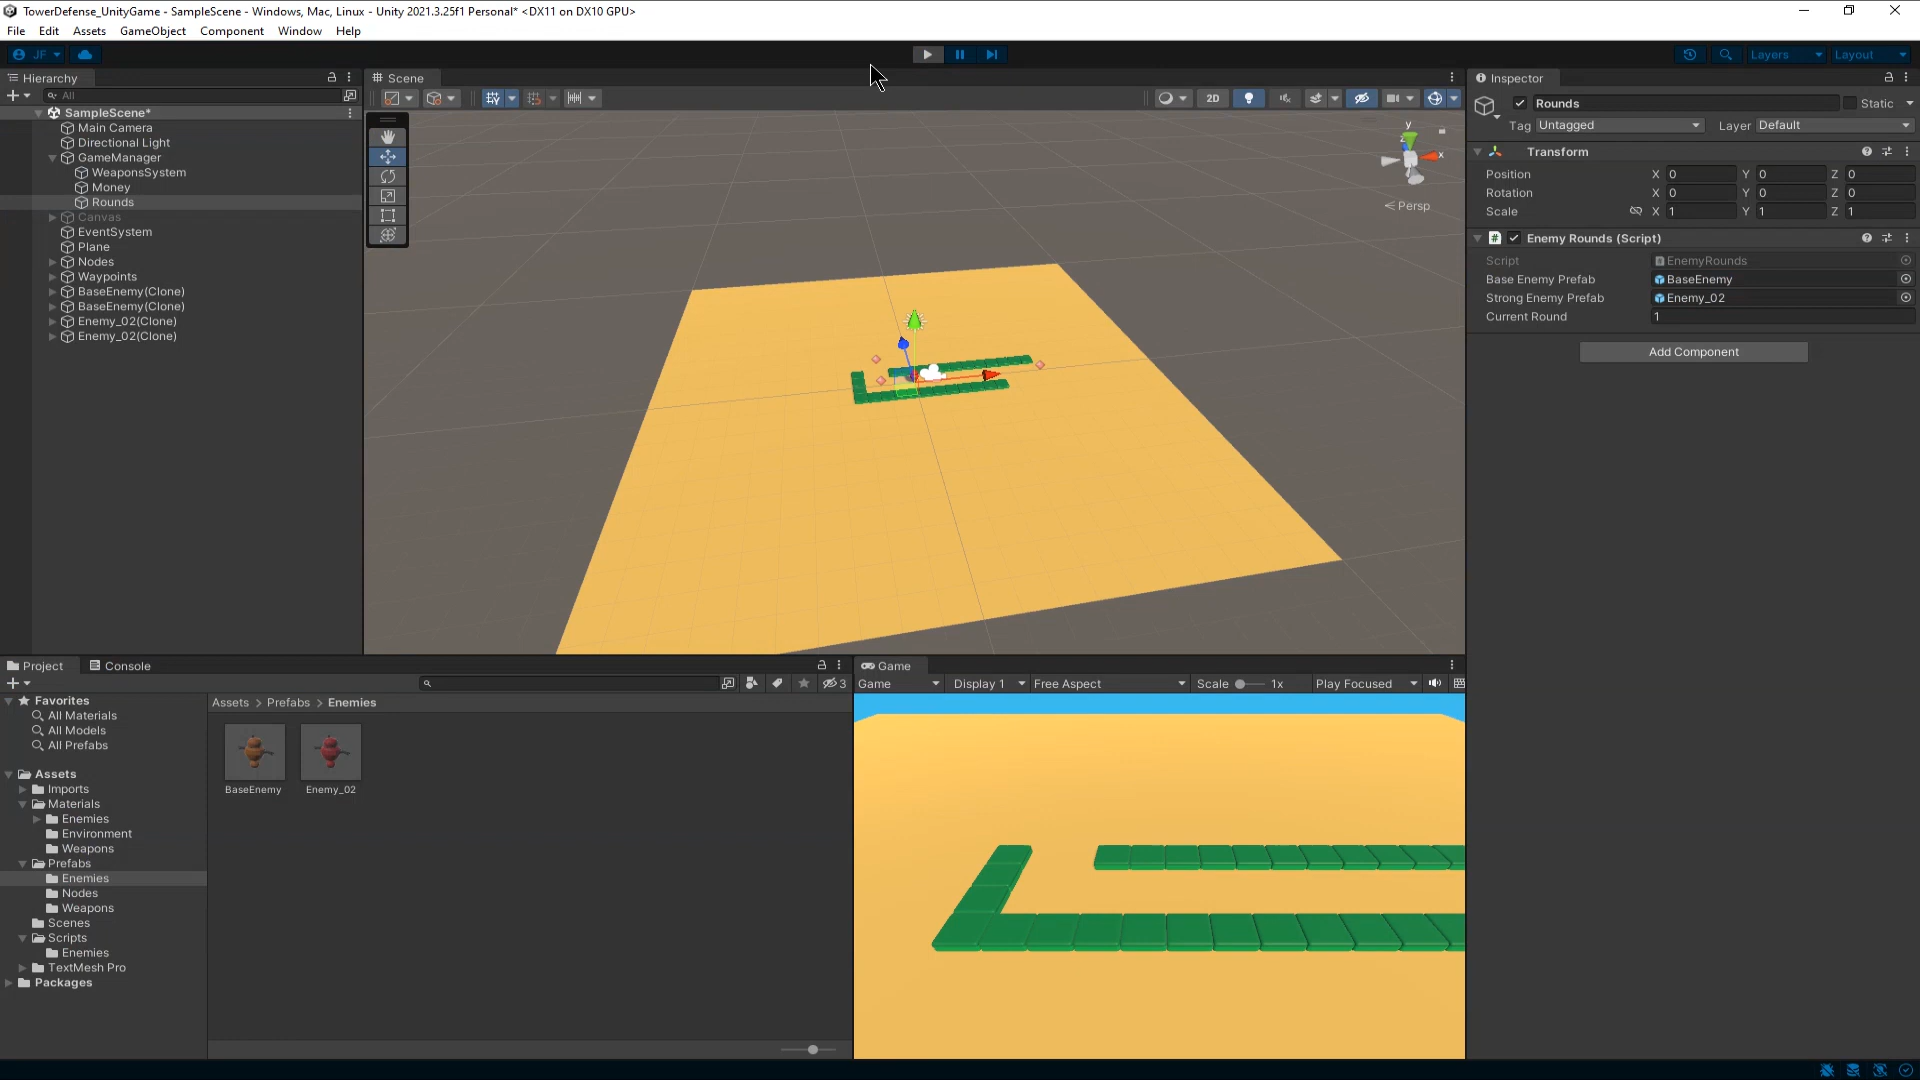 TowerDefense_UnityGame - SampleScene - Windows, Mac, Linux - Unity 2021.3.25f1 Personal* <DX11 on DX10 GPU>
File Edit Assets GameObject Component Window Help
JF Layers Layout
Hierarchy
All
SampleScene*
Main Camera
Directional Light
GameManager
WeaponsSystem
Money
Rounds
Canvas
EventSystem
Plane
Nodes
Waypoints
BaseEnemy(Clone)
BaseEnemy(Clone)
Enemy_02(Clone)
Enemy_02(Clone)
Scene
2D
y
z
x
Persp
Inspector
Rounds Static
Tag Untagged Layer Default
Transform
Position X 0 Y 0 Z 0
Rotation X 0 Y 0 Z 0
Scale X 1 Y 1 Z 1
Enemy Rounds (Script)
Script EnemyRounds
Base Enemy Prefab BaseEnemy
Strong Enemy Prefab Enemy_02
Current Round 1
Add Component
Project Console
3
Favorites
All Materials
All Models
All Prefabs
Assets
Imports
Materials
Enemies
Environment
Weapons
Prefabs
Enemies
Nodes
Weapons
Scenes
Scripts
Enemies
TextMesh Pro
Packages
Assets > Prefabs > Enemies
BaseEnemy Enemy_02
Game
Game Display 1 Free Aspect Scale 1x Play Focused